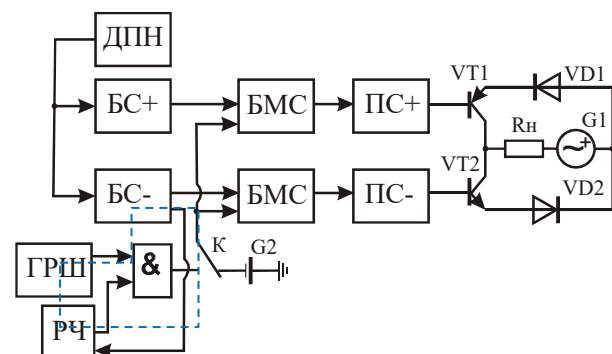 ДПН
VT1
VD1
БС+
БМС
ПС+
Rн
G1
+
~
VT2
БС-
БМС
ПС-
VD2
К
G2
ГРШ
&
РЧ